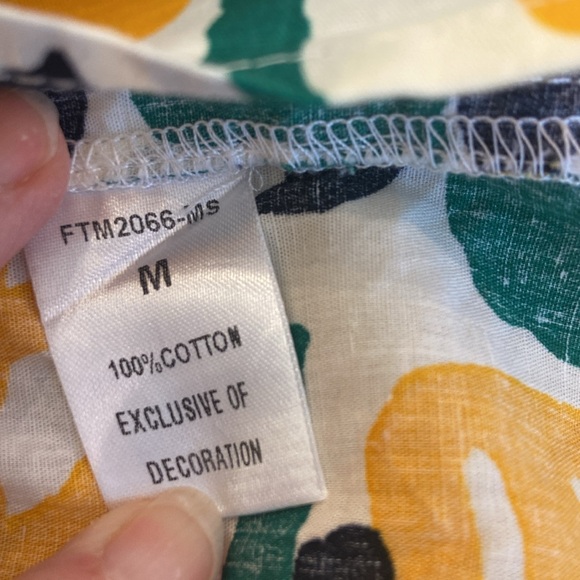 FTM2066-Ms
M
100%COTTON
EXCLUSIVE OF
DECORATION